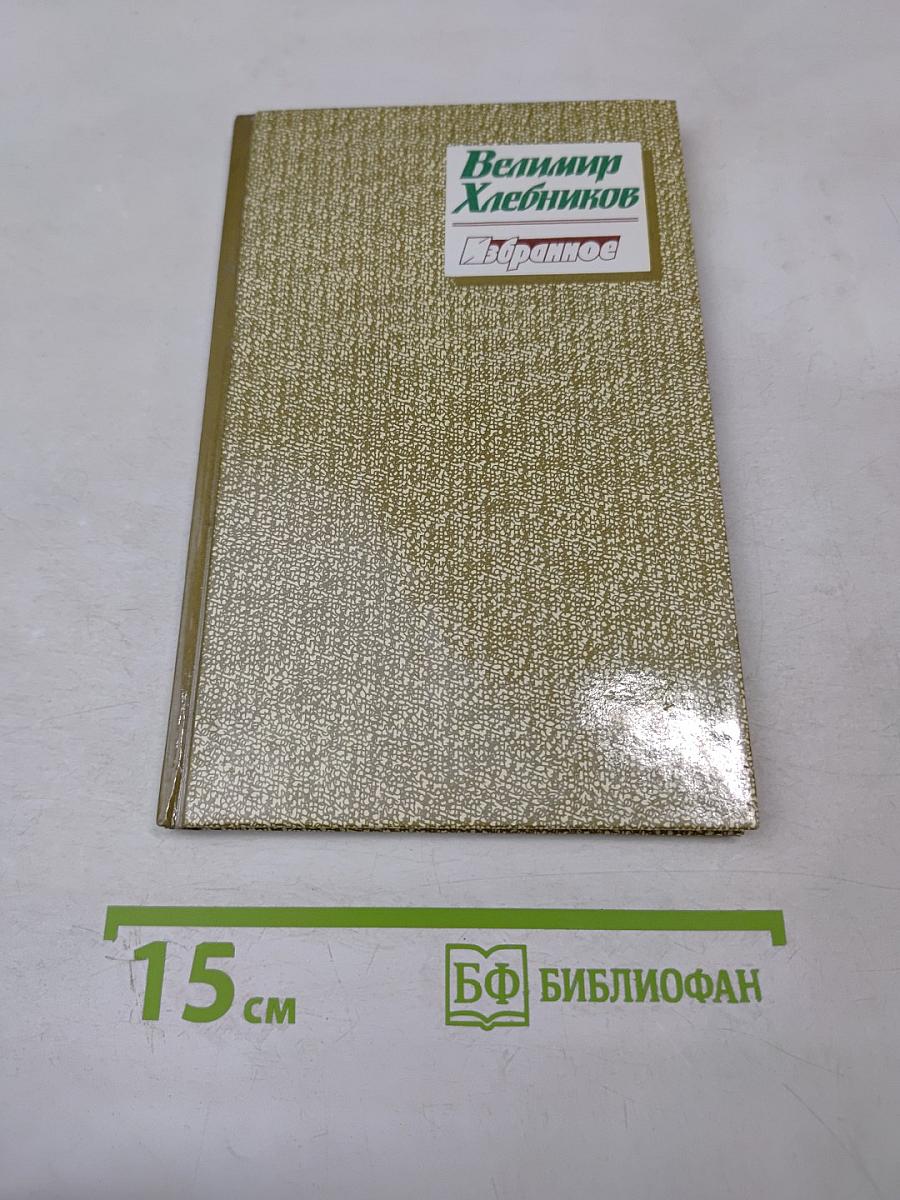 Велимир
Хлебников
Избранное
15 см
БФ БИБЛИОФАН